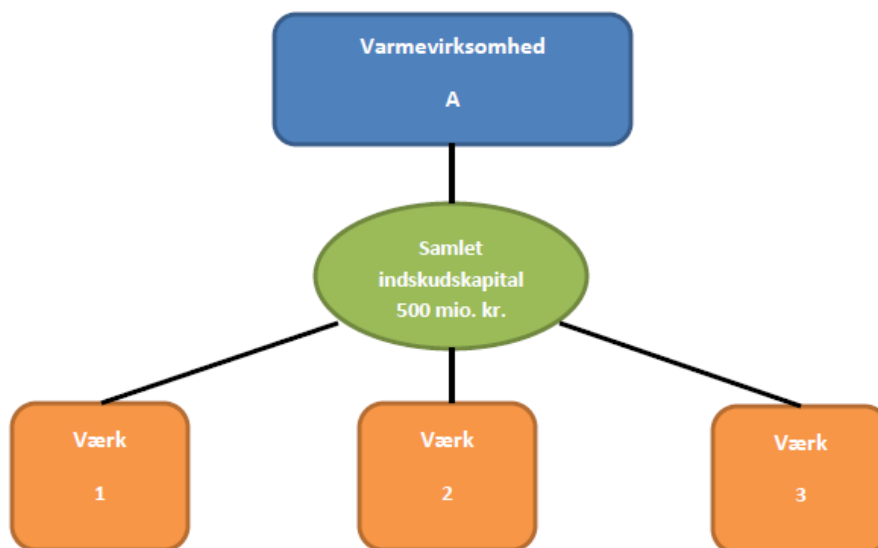 Varmevirksomhed
A
Samlet
indskudskapital
500 mio. kr.
Værk
1
Værk
2
Værk
3